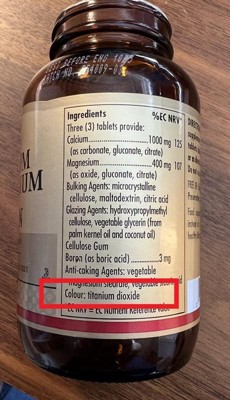 Ingredients %EC NRV
Three (3) tablets provide:
Calcium..................1000 mg 125
(as carbonate, gluconate, citrate)
Magnesium..............400 mg 107
(as oxide, gluconate, citrate)
Bulking Agents: microcrystalline
cellulose, maltodextrin, citric acid
Glazing Agents: hydroxypropylmethyl
cellulose, vegetable glycerin (from
palm kernel oil and coconut oil)
Cellulose Gum
Boron (as boric acid)..............3 mg
Anti-caking Agents: vegetable
magnesium stearate, vegetable
Colour: titanium dioxide
EC NRV = EC Nutrient Reference Value